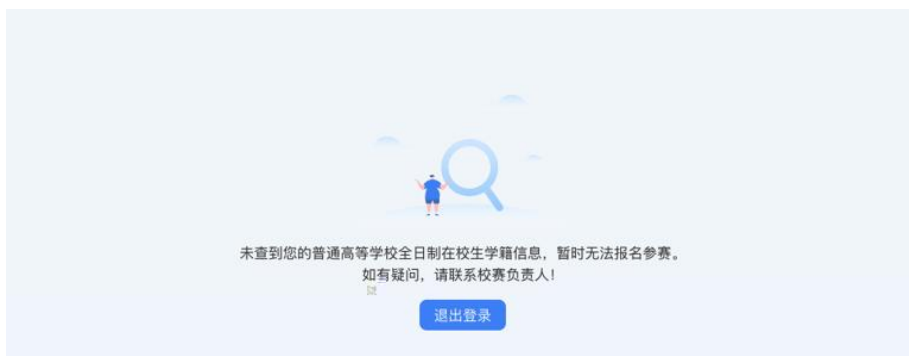 未查到您的普通高等学校全日制在校生学籍信息，暂时无法报名参赛。
如有疑问，请联系校赛负责人！
退出登录